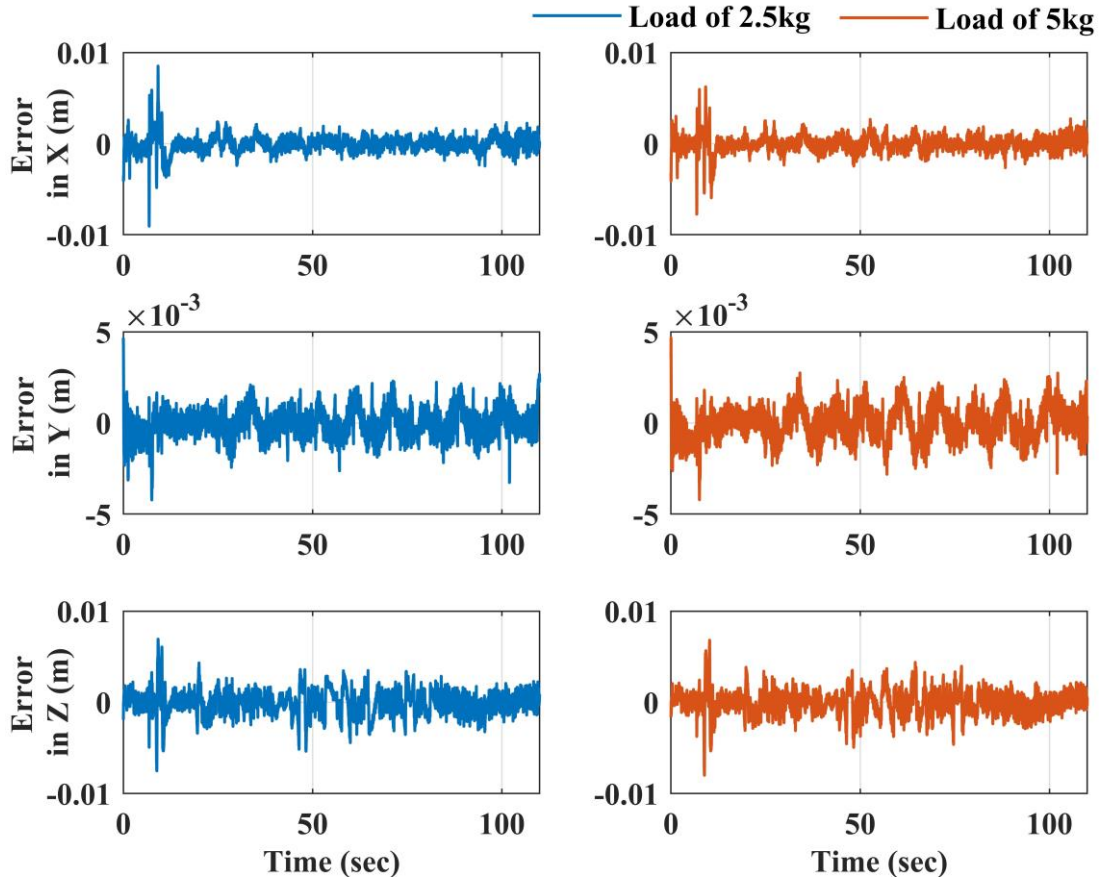 Load of 2.5kg Load of 5kg
0.01 0.01
Error
in X (m)
0 0
-0.01 -0.01
0 50 100 0 50 100
×10-3 ×10-3
5 5
Error
in Y (m)
0 0
-5 -5
0 50 100 0 50 100
0.01 0.01
Error
in Z (m)
0 0
-0.01 -0.01
0 50 100 0 50 100
Time (sec) Time (sec)